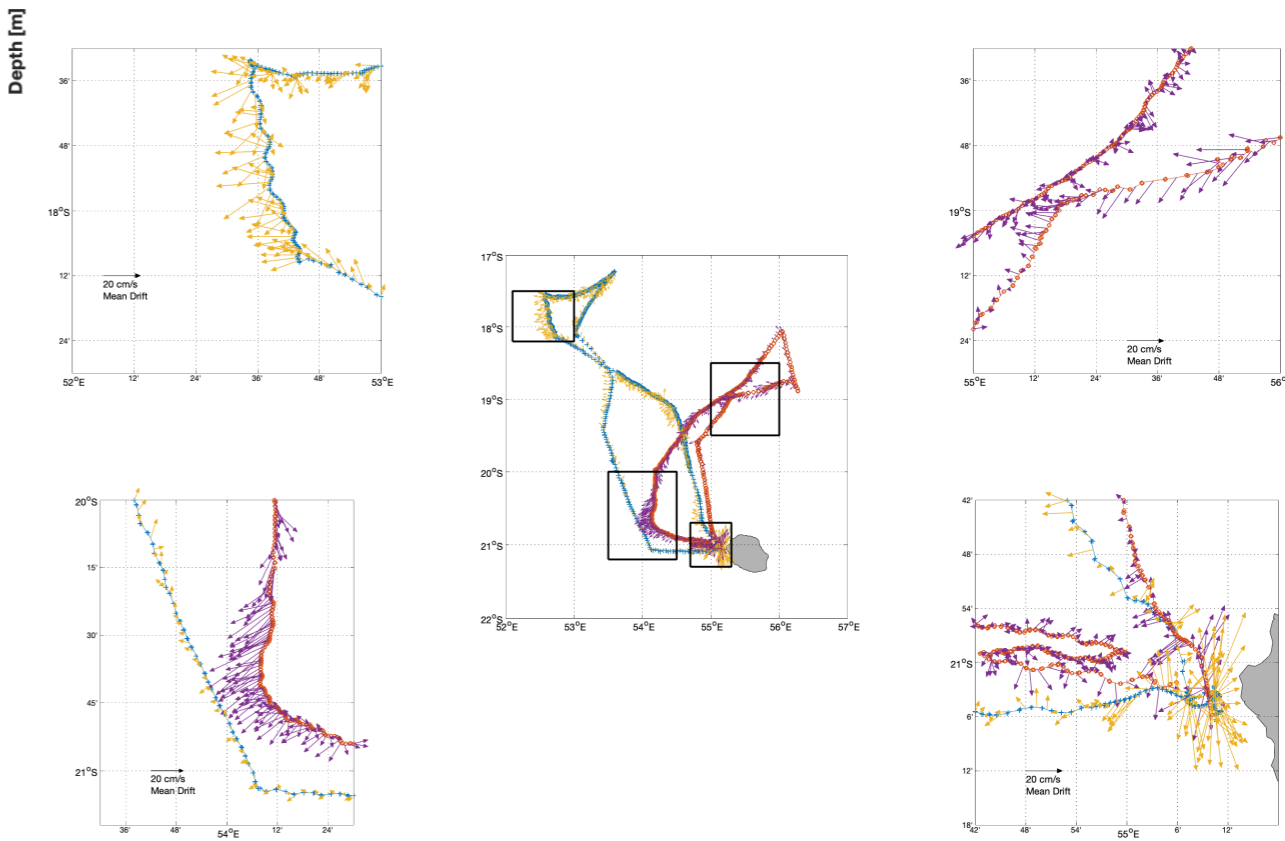 Depth [m]
36'
48'
18°S
12'
24'
20 cm/s
Mean Drift
52°E
12'
24'
36'
48'
53°E
36'
48'
19°S
12'
24'
20 cm/s
Mean Drift
55°E
12'
24'
36'
48'
56°
17°S
18°S
19°S
20°S
21°S
22°S
52°E
53°E
54°E
55°E
56°E
57°E
20°S
15'
30'
45'
21°S
20 cm/s
Mean Drift
36'
48'
54°E
12'
24'
42'
48'
54'
21°S
6'
12'
18'
20 cm/s
Mean Drift
42'
48'
54'
55°E
6'
12'